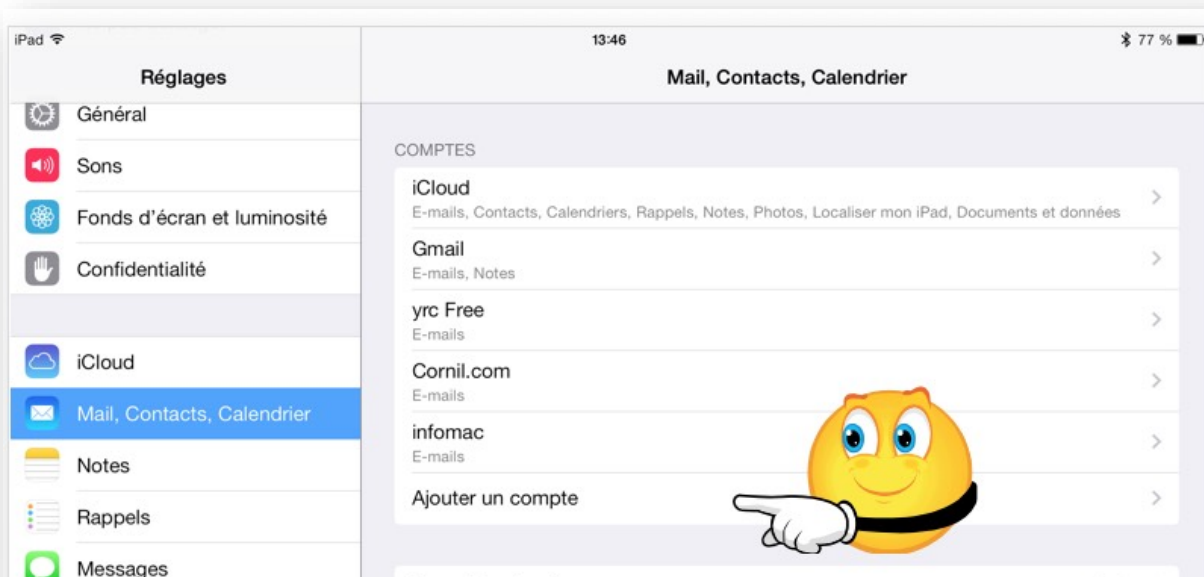 iPad
13:46
77 %
Réglages
Mail, Contacts, Calendrier
Général
Sons
Fonds d'écran et luminosité
Confidentialité
iCloud
Mail, Contacts, Calendrier
Notes
Rappels
Messages
COMPTES
iCloud
E-mails, Contacts, Calendriers, Rappels, Notes, Photos, Localiser mon iPad, Documents et données
Gmail
E-mails, Notes
yrc Free
E-mails
Cornil.com
E-mails
infomac
E-mails
Ajouter un compte